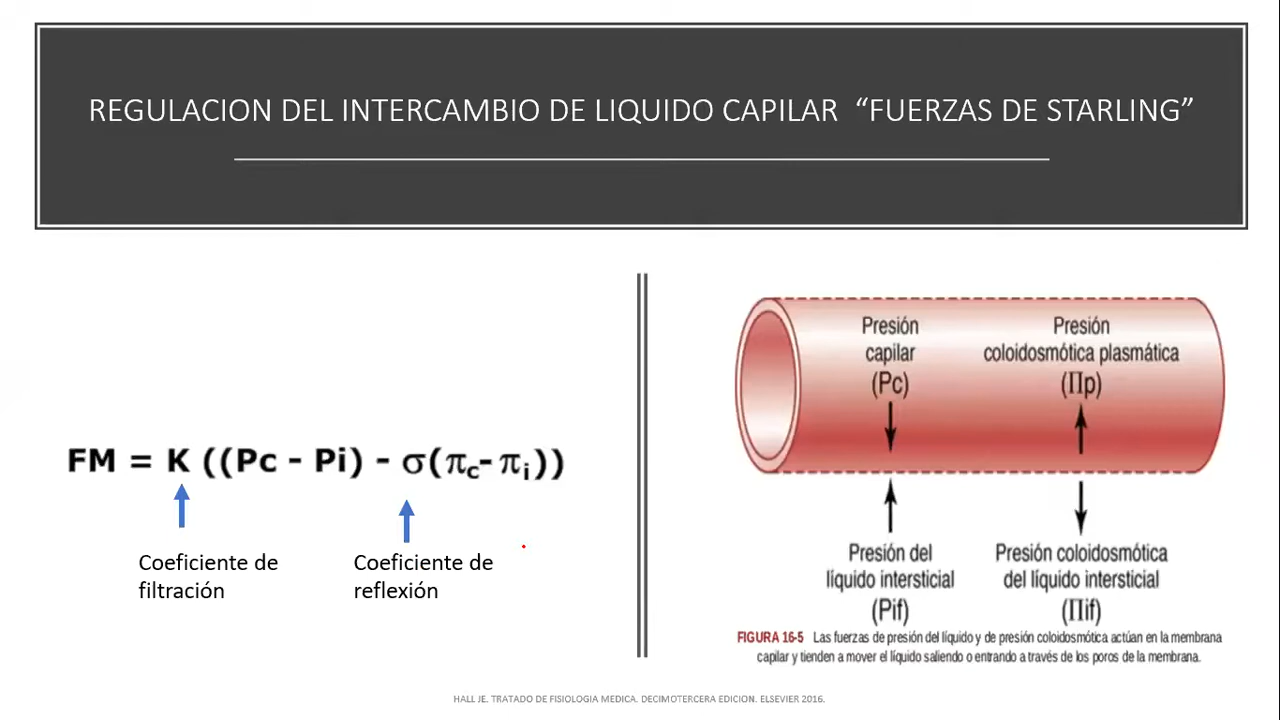 REGULACION DEL INTERCAMBIO DE LIQUIDO CAPILAR “FUERZAS DE STARLING”
FM = K ((Pc - Pi) - σ(πc- πi))
Coeficiente de
filtración
Coeficiente de
reflexión
Presión
capilar
(Pc)
Presión
coloidosmótica plasmática
(Πp)
Presión del
líquido intersticial
(Pif)
Presión coloidosmótica
del líquido intersticial
(Πif)
FIGURA 16-5 Las fuerzas de presión del líquido y de presión coloidosmótica actúan en la membrana
capilar y tienden a mover el líquido saliendo o entrando a través de los poros de la membrana.
HALL JE. TRATADO DE FISIOLOGIA MEDICA. DECIMOTERCERA EDICION. ELSEVIER 2016.